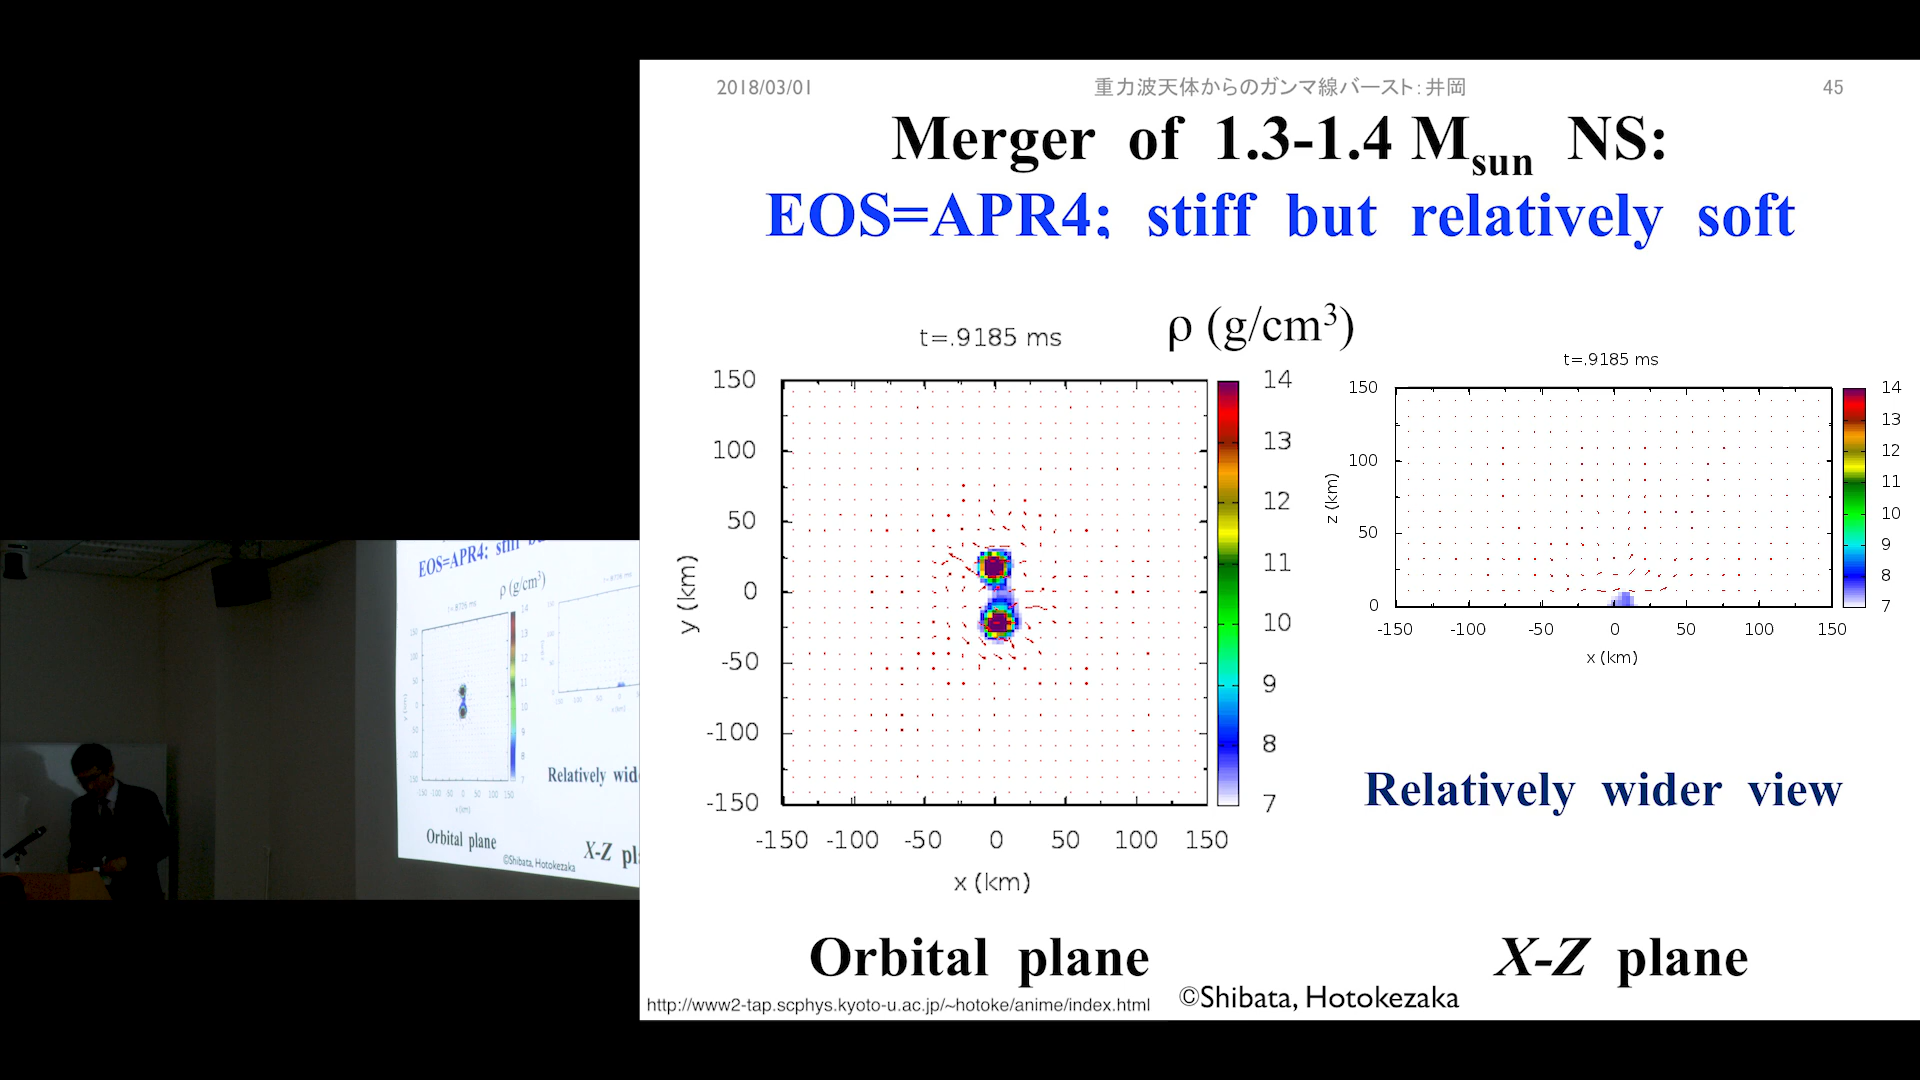 2018/03/01
重力波天体からのガンマ線バースト: 井岡
45
Merger of 1.3-1.4 Msun NS:
EOS=APR4; stiff but relatively soft
ρ (g/cm³)
t=.9185 ms
150
100
50
0
-50
-100
-150
y (km)
-150 -100 -50 0 50 100 150
x (km)
14
13
12
11
10
9
8
7
t=.9185 ms
150
100
50
0
z (km)
-150 -100 -50 0 50 100 150
x (km)
14
13
12
11
10
9
8
7
Relatively wider view
Orbital plane
X-Z plane
http://www2-tap.scphys.kyoto-u.ac.jp/~hotoke/anime/index.html
©Shibata, Hotokezaka
EOS=APR4; stiff
ρ (g/cm³)
Relatively wid
Orbital plane
X-Z pl
©Shibata, Hotokezaka